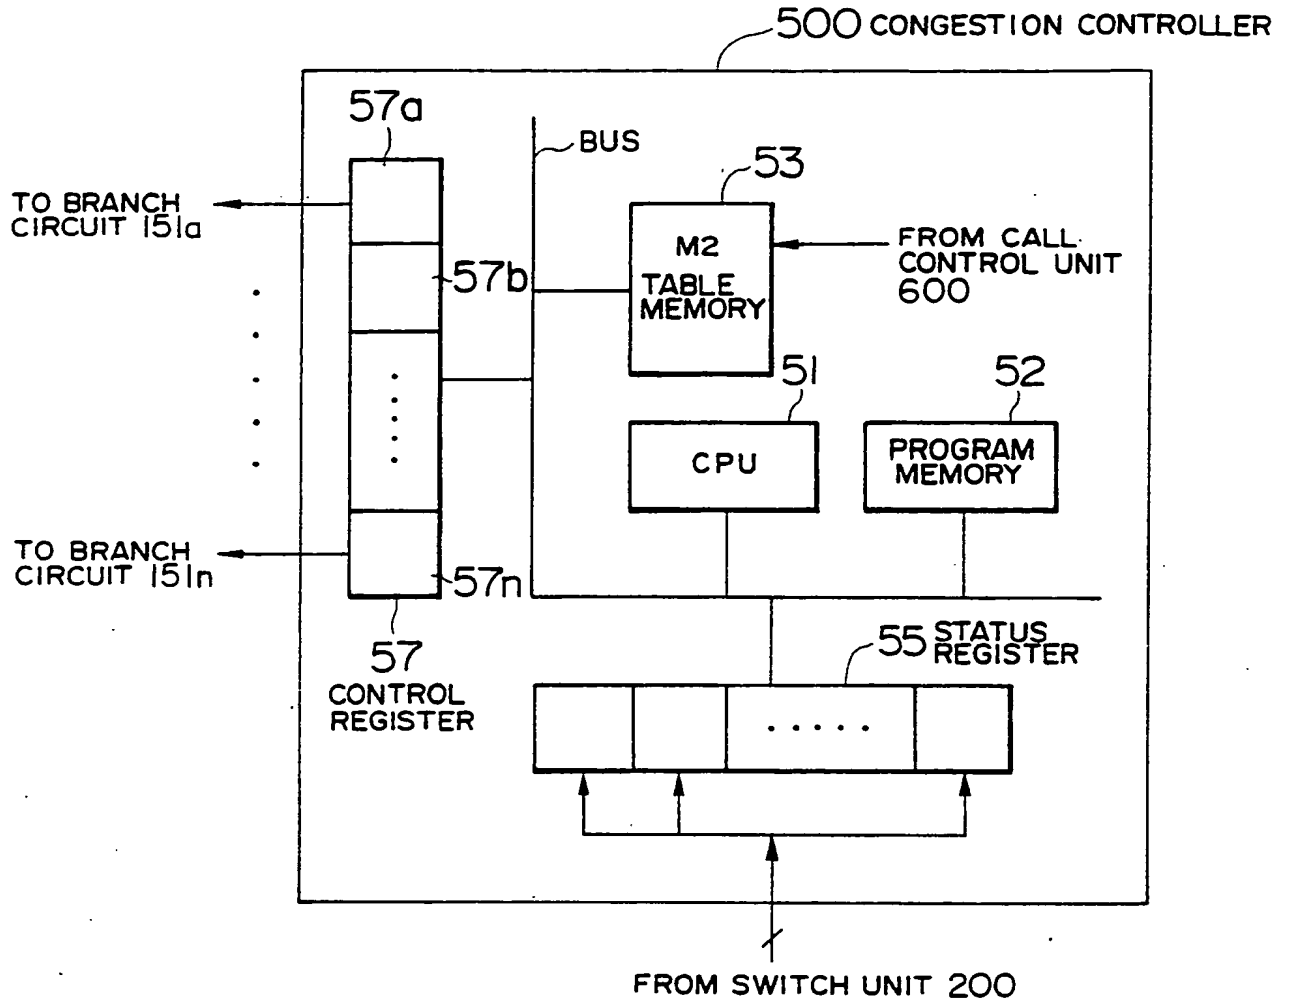 500 CONGESTION CONTROLLER
57a
BUS
53
TO BRANCH
CIRCUIT 151a
M2
TABLE
MEMORY
FROM CALL
CONTROL UNIT
600
57b
51
52
CPU
PROGRAM
MEMORY
TO BRANCH
CIRCUIT 151n
57n
57
CONTROL
REGISTER
55 STATUS
REGISTER
FROM SWITCH UNIT 200